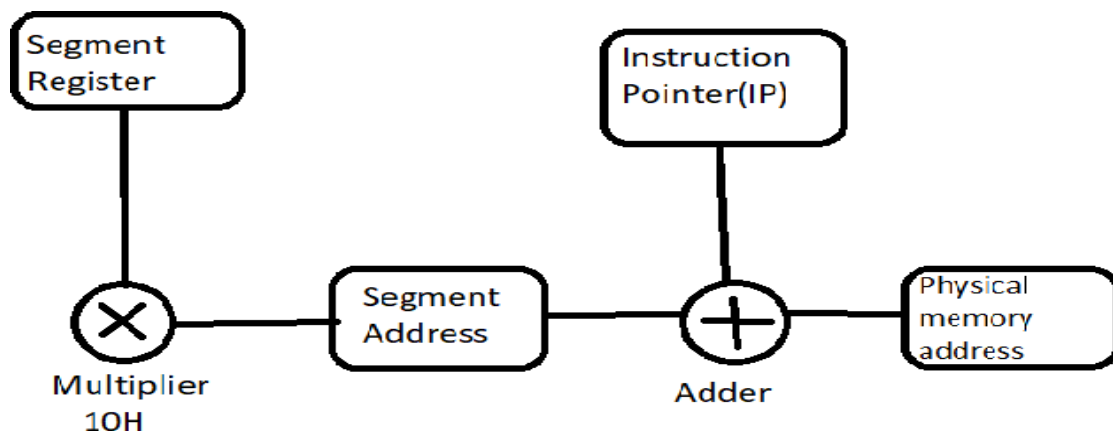 Segment
Register
Instruction
Pointer(IP)
Segment
Address
Physical
memory
address
Multiplier
10H
Adder